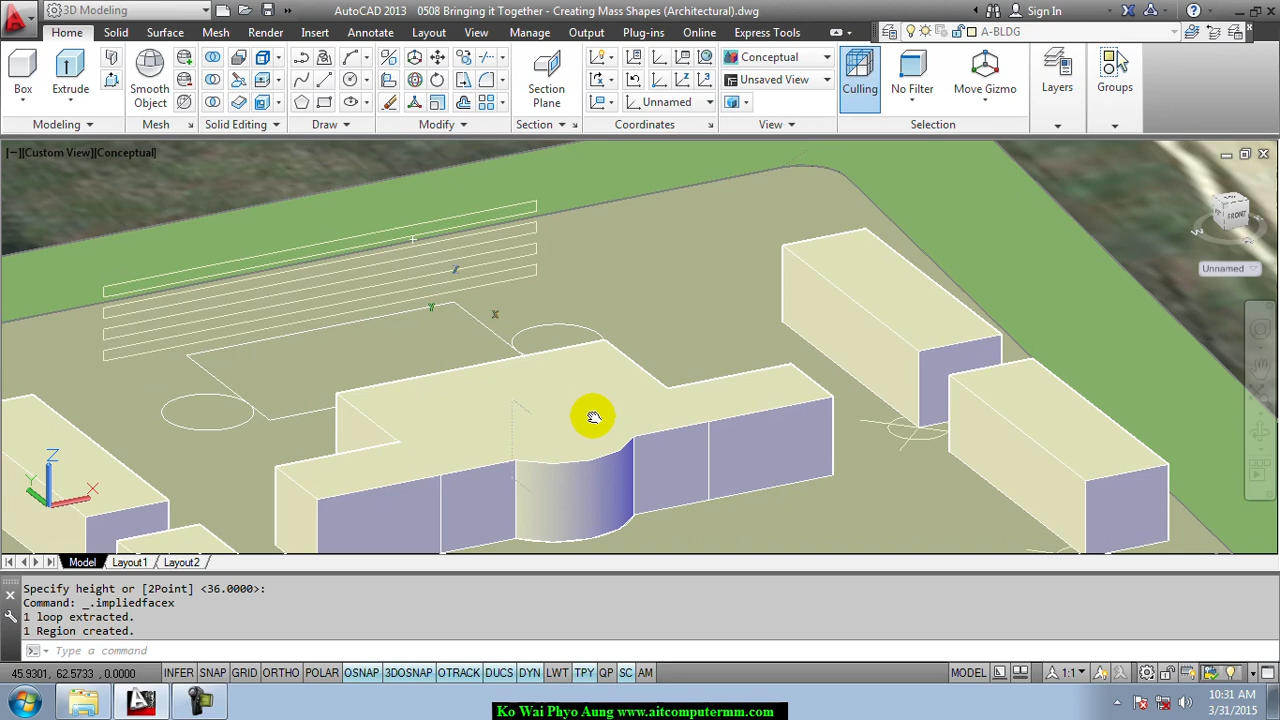 3D Modeling
AutoCAD 2013 0508 Bringing it Together - Creating Mass Shapes (Architectural).dwg
Sign In
Home Solid Surface Mesh Render Insert Annotate Layout View Manage Output Plug-ins Online Express Tools
A-BLDG
Box
Extrude
Smooth Object
Section Plane
Unnamed
Conceptual
Unsaved View
Culling
No Filter
Move Gizmo
Layers
Groups
Modeling Mesh Solid Editing Draw Modify Section Coordinates View Selection
[−][Custom View][Conceptual]
FRONT
Unnamed
Z
Y
X
Z
Y
X
Model Layout1 Layout2
Specify height or [2Point] <36.0000>:
Command: _.impliedfacex
1 loop extracted.
1 Region created.
Type a command
45.9301, 62.5733, 0.0000
INFER SNAP GRID ORTHO POLAR OSNAP 3DOSNAP OTRACK DUCS DYN LWT TPY QP SC AM
MODEL
1:1
10:31 AM
3/31/2015
Ko Wai Phyo Aung www.aitcomputermm.com